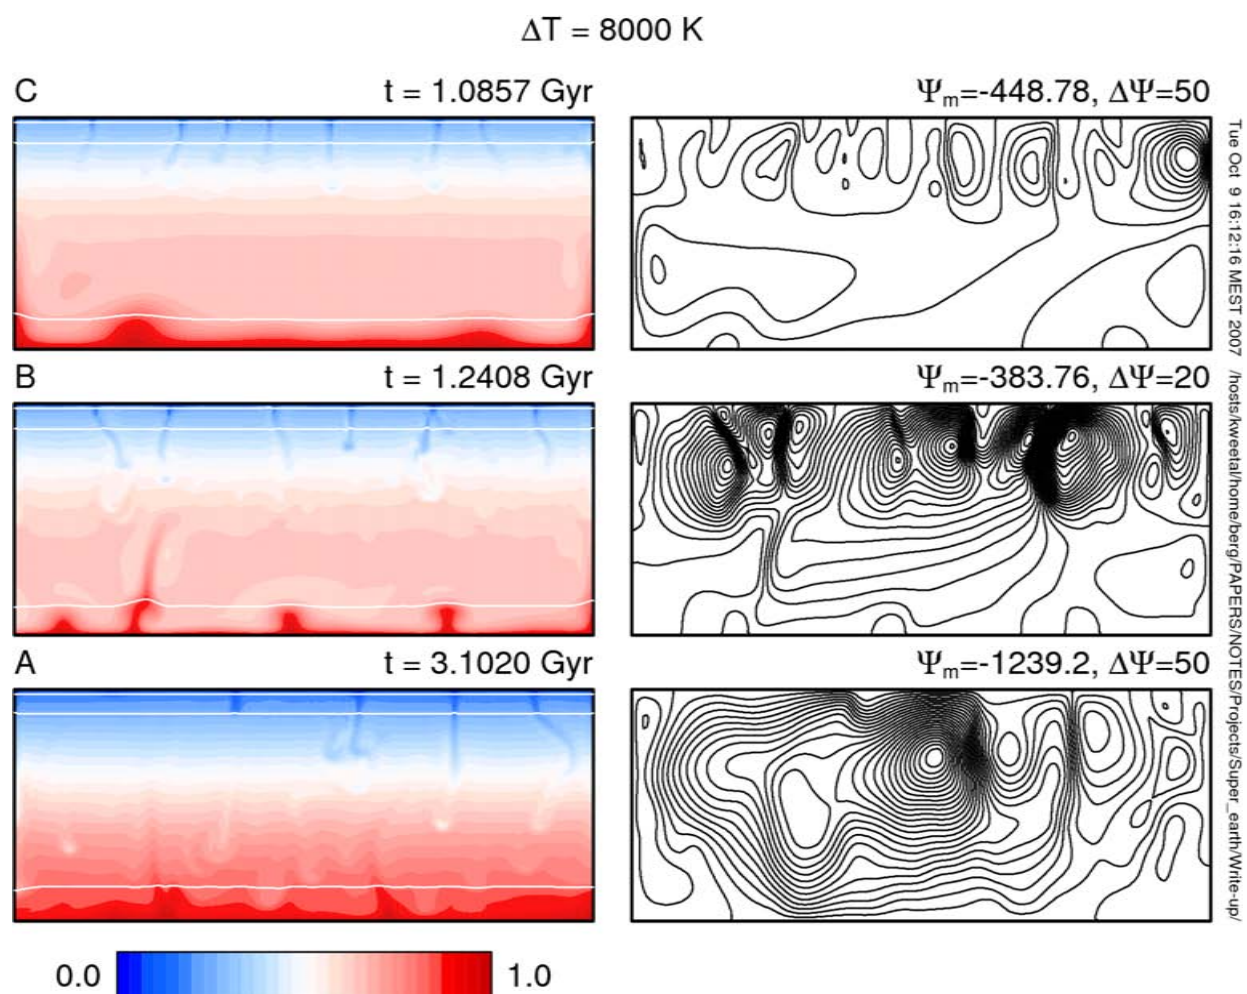 ΔT = 8000 K
C
t = 1.0857 Gyr
Ψm=-448.78, ΔΨ=50
B
t = 1.2408 Gyr
Ψm=-383.76, ΔΨ=20
A
t = 3.1020 Gyr
Ψm=-1239.2, ΔΨ=50
0.0
1.0
Tue Oct 9 16:12:16 MEST 2007 /hosts/kweetal/home/berg/PAPERS/NOTES/Projects/Super_earth/Write-up/